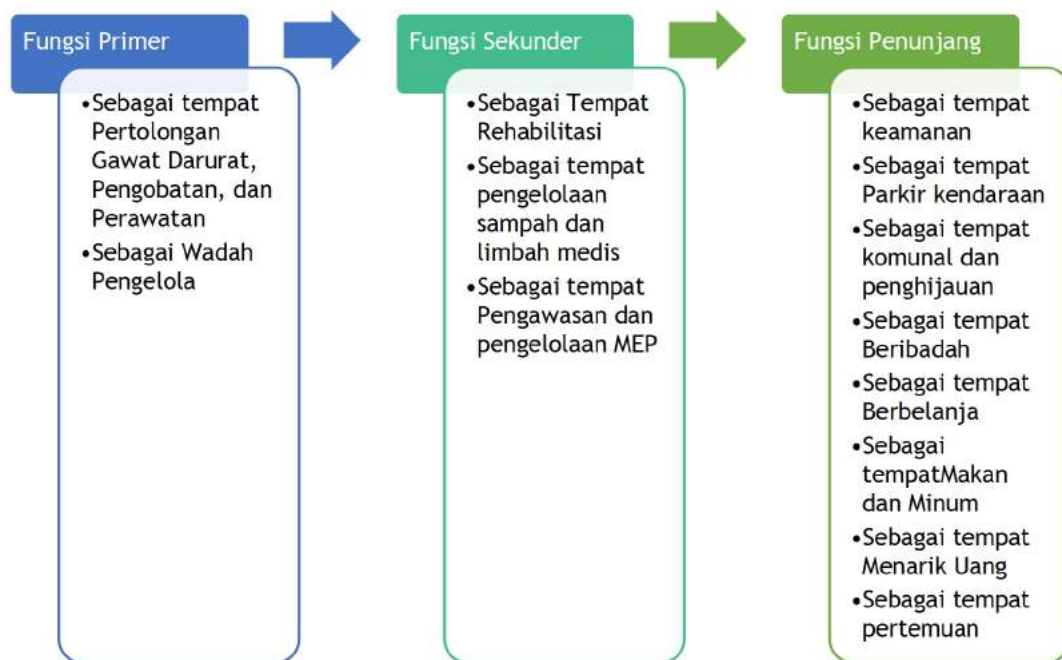 Fungsi Primer
•Sebagai tempat
Pertolongan
Gawat Darurat,
Pengobatan, dan
Perawatan
•Sebagai Wadah
Pengelola
Fungsi Sekunder
•Sebagai Tempat
Rehabilitasi
•Sebagai tempat
pengelolaan
sampah dan
limbah medis
•Sebagai tempat
Pengawasan dan
pengelolaan MEP
Fungsi Penunjang
•Sebagai tempat
keamanan
•Sebagai tempat
Parkir kendaraan
•Sebagai tempat
komunal dan
penghijauan
•Sebagai tempat
Beribadah
•Sebagai tempat
Berbelanja
•Sebagai
tempatMakan
dan Minum
•Sebagai tempat
Menarik Uang
•Sebagai tempat
pertemuan